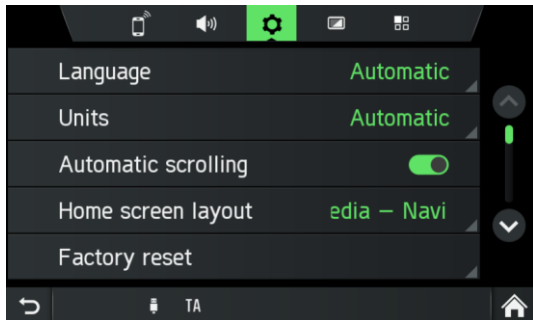 Language Automatic
Units Automatic
Automatic scrolling
Home screen layout edia – Navi
Factory reset
TA